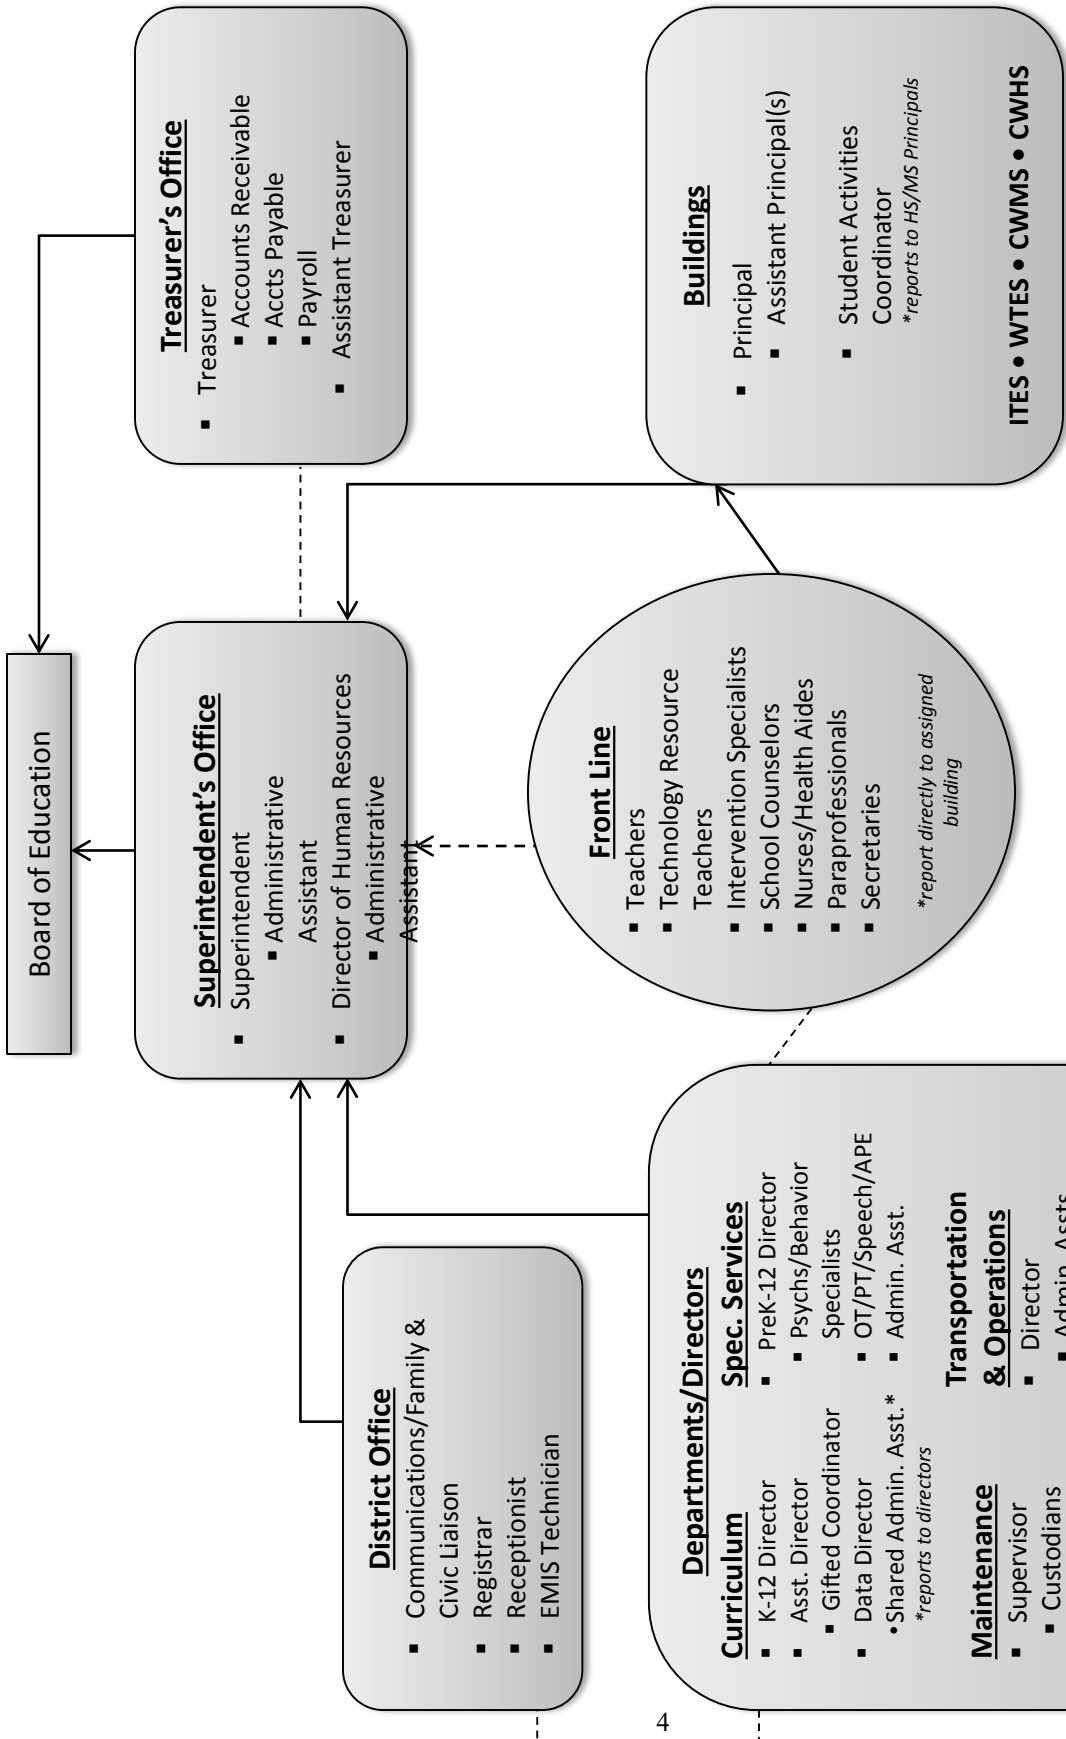 Board of Education
Superintendent's Office
▪ Superintendent
▪ Administrative
Assistant
▪ Director of Human Resources
▪ Administrative
Assistant
Treasurer's Office
▪ Treasurer
▪ Accounts Receivable
▪ Accts Payable
▪ Payroll
▪ Assistant Treasurer
District Office
▪ Communications/Family &
Civic Liaison
▪ Registrar
▪ Receptionist
▪ EMIS Technician
Front Line
▪ Teachers
▪ Technology Resource
Teachers
▪ Intervention Specialists
▪ School Counselors
▪ Nurses/Health Aides
▪ Paraprofessionals
▪ Secretaries
*report directly to assigned
building
Buildings
▪ Principal
▪ Assistant Principal(s)
▪ Student Activities
Coordinator
*reports to HS/MS Principals
ITES • WTES • CWMS • CWHS
Departments/Directors
Curriculum
▪ K-12 Director
▪ Asst. Director
▪ Gifted Coordinator
▪ Data Director
• Shared Admin. Asst.*
*reports to directors
Spec. Services
▪ PreK-12 Director
▪ Psychs/Behavior
Specialists
▪ OT/PT/Speech/APE
▪ Admin. Asst.
Maintenance
▪ Supervisor
▪ Custodians
Transportation
& Operations
▪ Director
▪ Admin. Assts
4